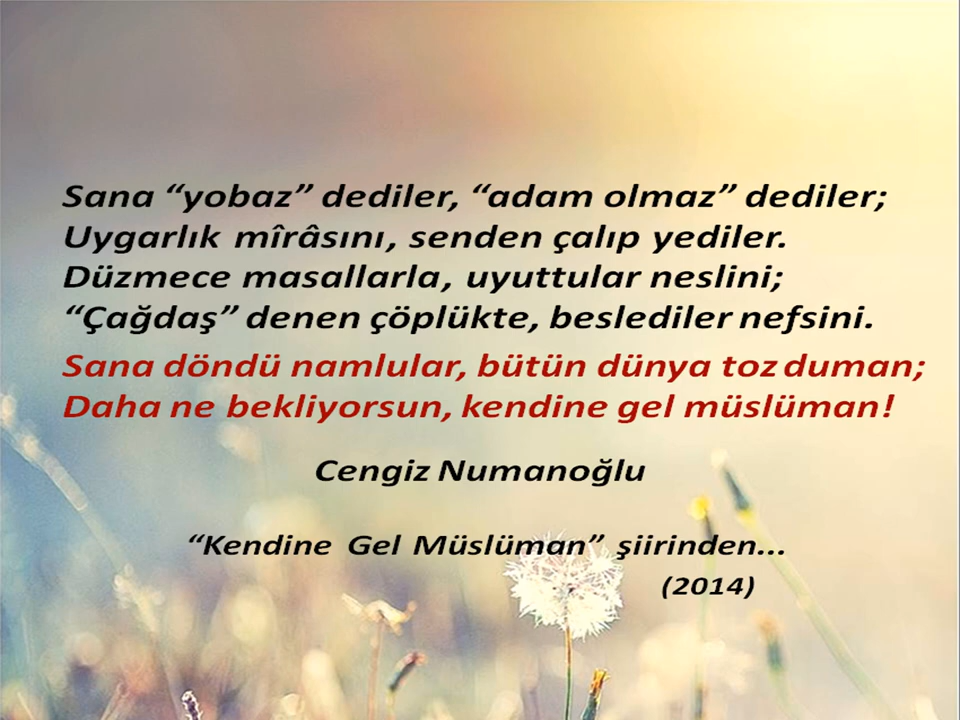 Sana “yobaz” dediler, “adam olmaz” dediler;
Uygarlık mîrâsını, senden çalıp yediler.
Düzmece masallarla, uyuttular neslini;
“Çağdaş” denen çöplükte, beslediler nefsini.
Sana döndü namlular, bütün dünya toz duman;
Daha ne bekliyorsun, kendine gel müslüman!
Cengiz Numanoğlu
“Kendine Gel Müslüman” şiirinden...
(2014)